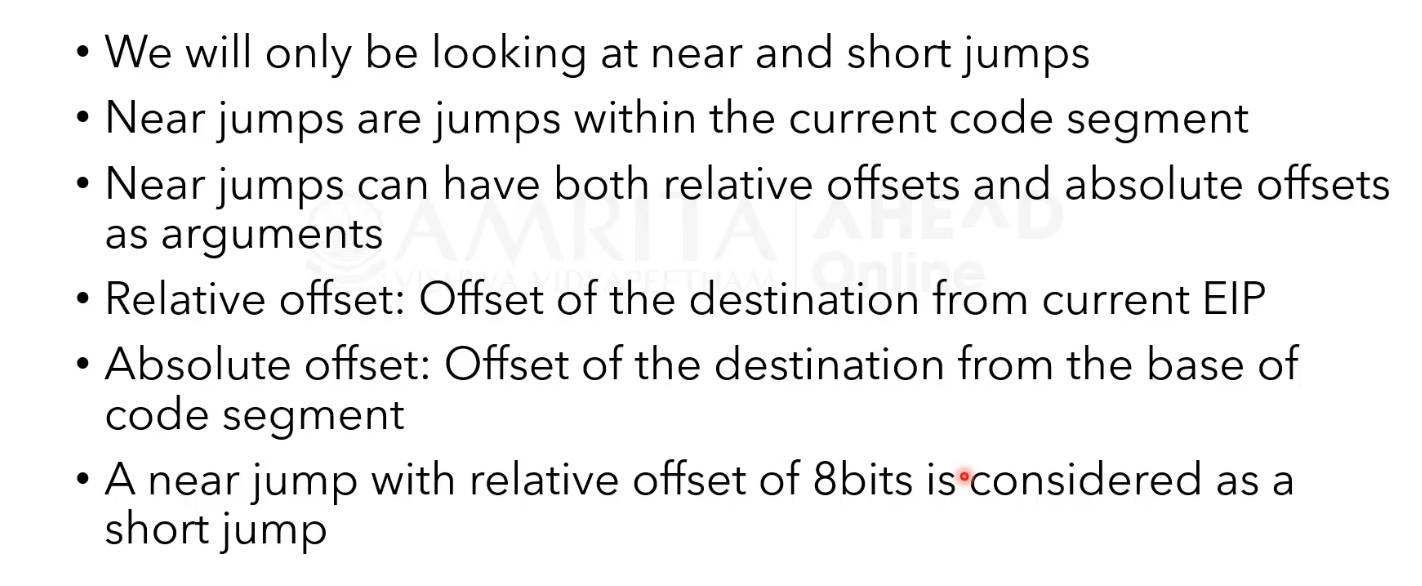 • We will only be looking at near and short jumps
• Near jumps are jumps within the current code segment
• Near jumps can have both relative offsets and absolute offsets
as arguments
AMRITA AHEAD
VISHWA VIDYAPEETHAM Online
• Relative offset: Offset of the destination from current EIP
• Absolute offset: Offset of the destination from the base of
code segment
• A near jump with relative offset of 8bits is considered as a
short jump